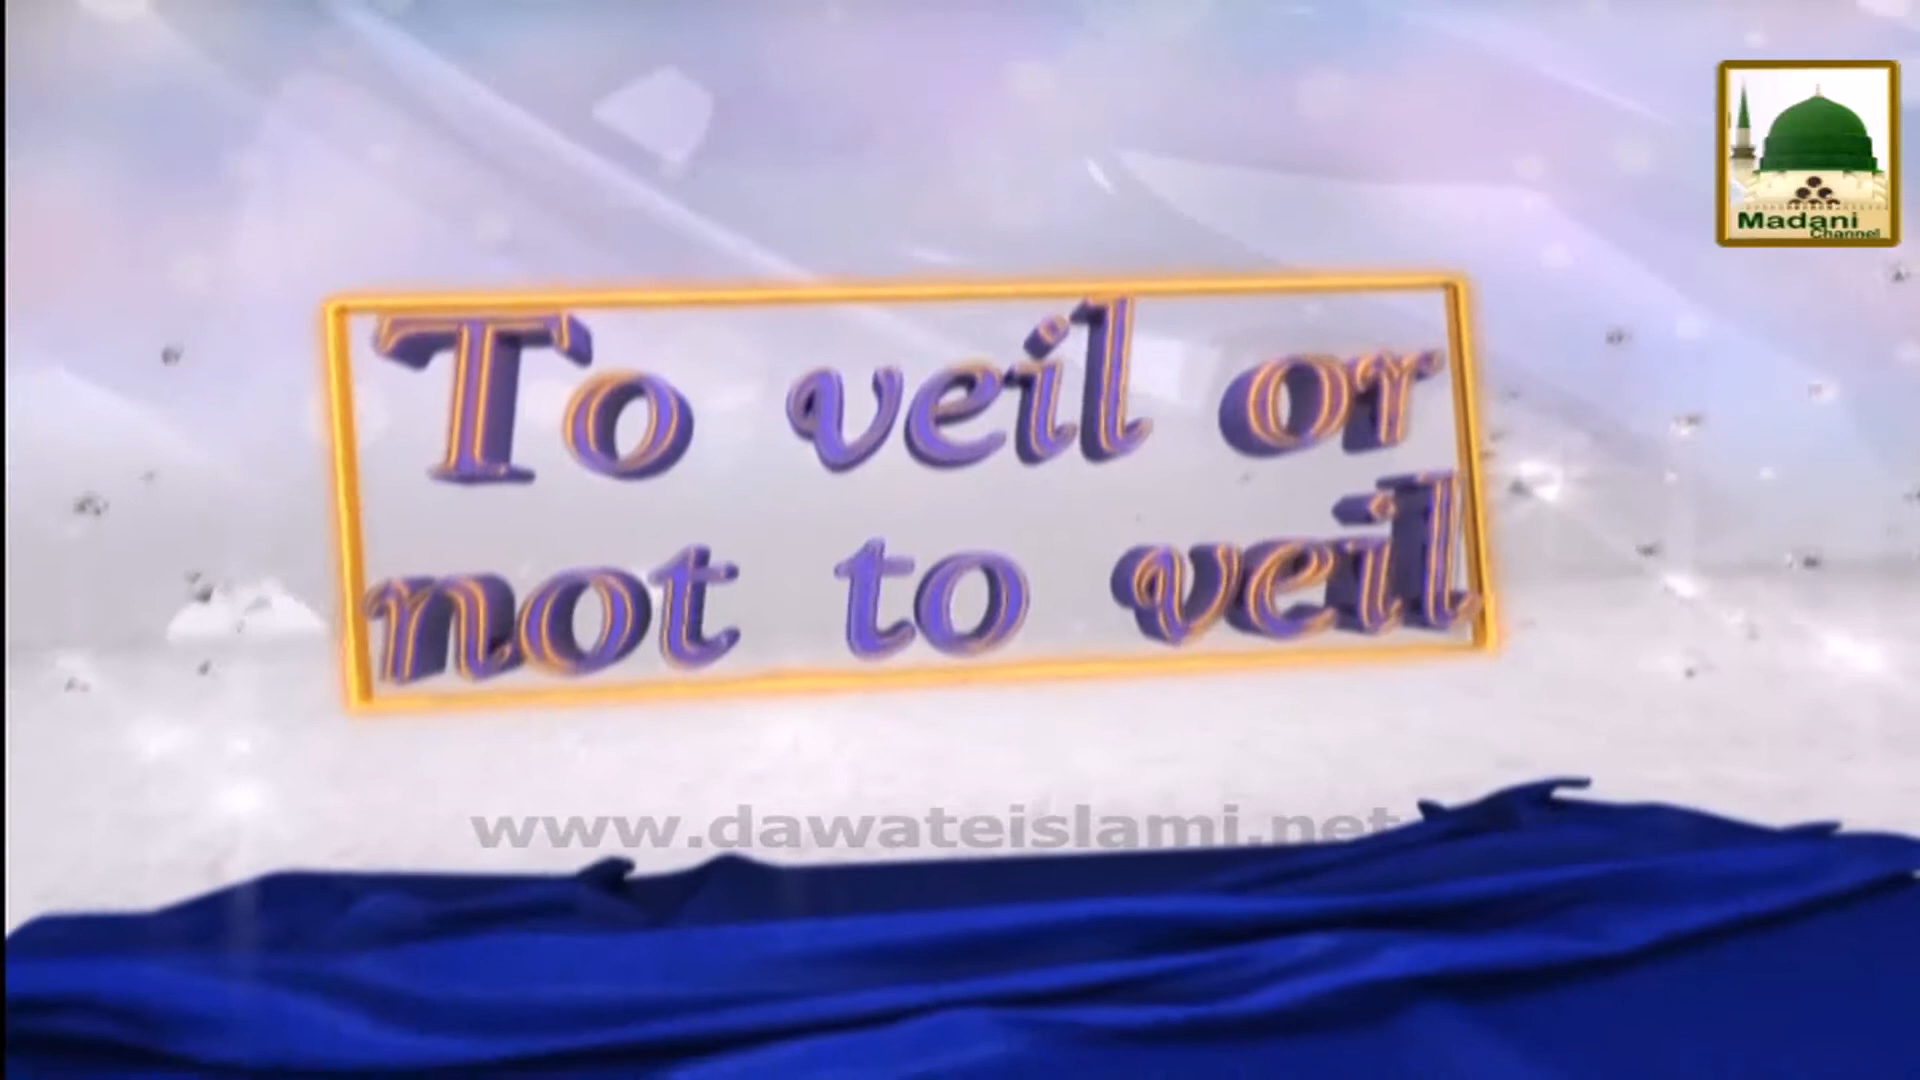 Madani
Channel
To veil or
not to veil
www.dawateislami.net